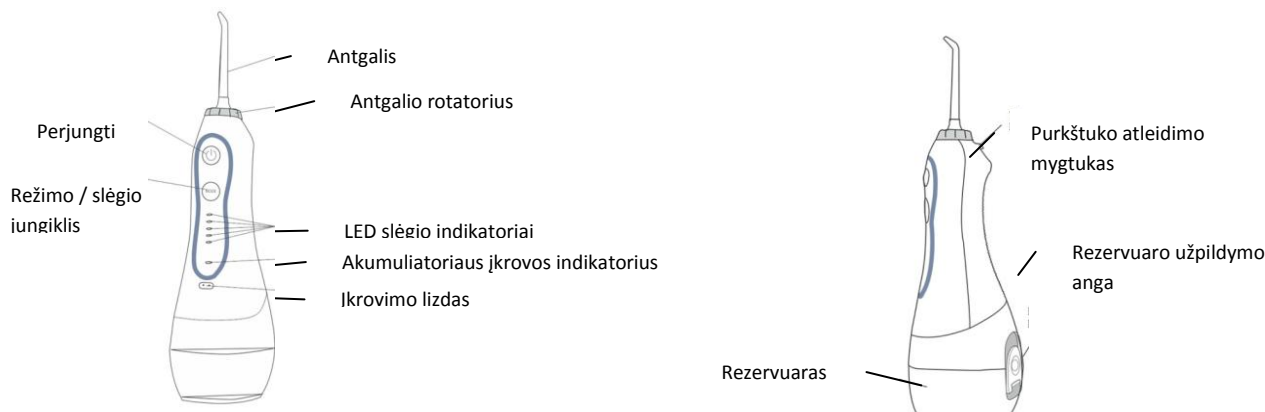 Antgalis
Antgalio rotatorius
Perjungti
Režimo / slėgio
jungiklis
LED slėgio indikatoriai
Akumuliatoriaus įkrovos indikatorius
Įkrovimo lizdas
Purkštuko atleidimo
mygtukas
Rezervuaro užpildymo
anga
Rezervuaras